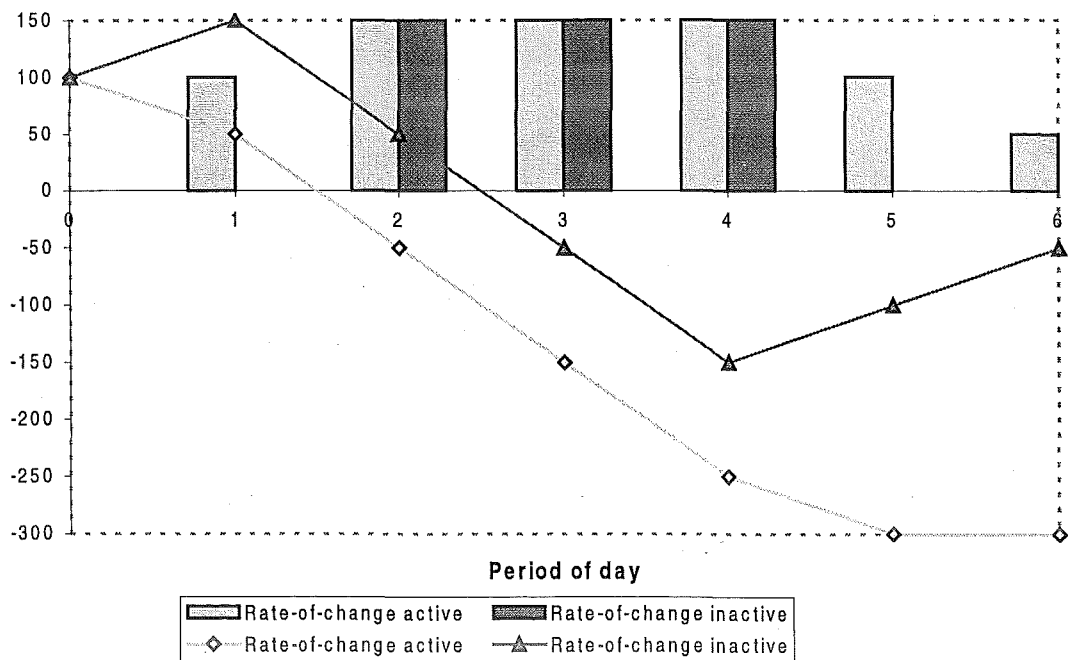 150
100
50
0
-50
-100
-150
-200
-250
-300
0 1 2 3 4 5 6
Period of day
Rate-of-change active Rate-of-change inactive
Rate-of-change active Rate-of-change inactive